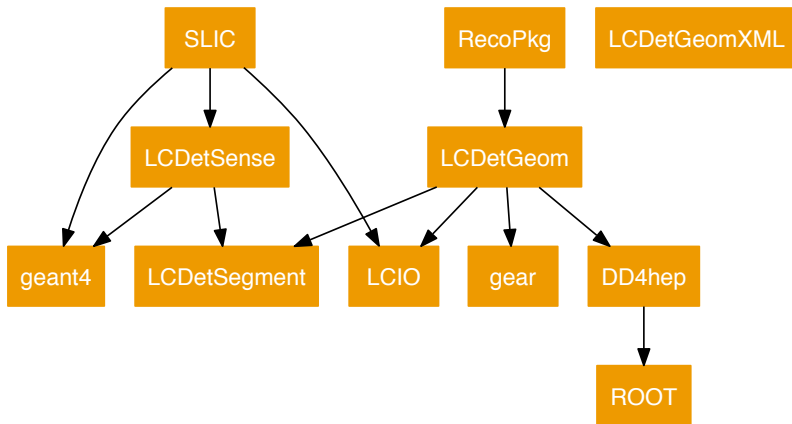 SLIC
RecoPkg
LCDetGeomXML
LCDetSense
LCDetGeom
geant4
LCDetSegment
LCIO
gear
DD4hep
ROOT